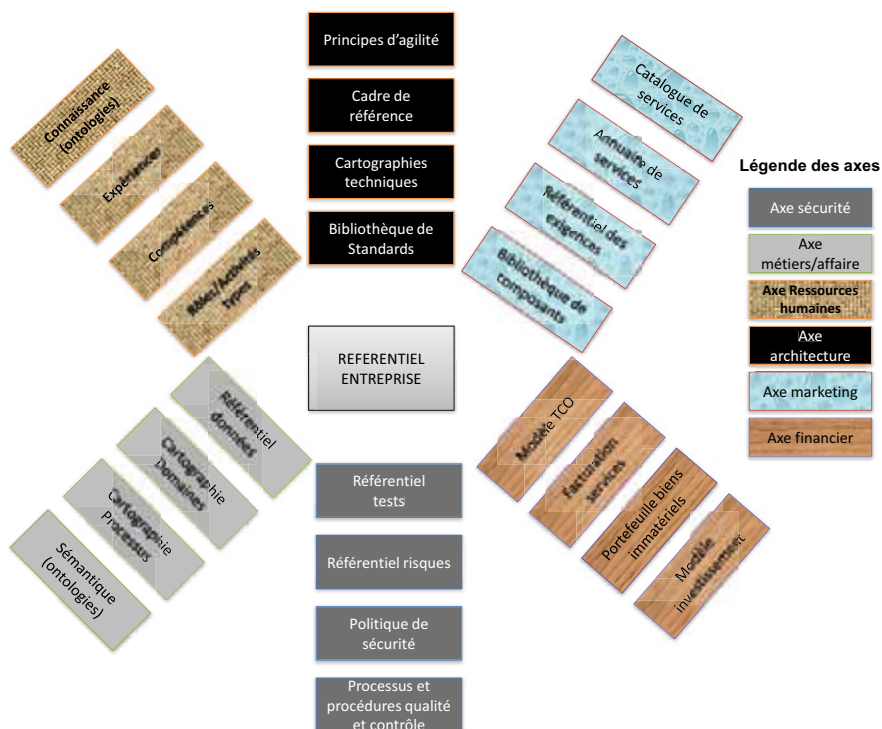 Principes d'agilité
Cadre de
référence
Cartographies
techniques
Bibliothèque de
Standards
Connaissance
(ontologies)
Expériences
Compétences
Rôles/Activités
types
Catalogue de
services
Annuaire de
services
Référentiel des
exigences
Bibliothèque de
composants
Légende des axes
Axe sécurité
Axe
métiers/affaire
Axe Ressources
humaines
Axe
architecture
Axe marketing
Axe financier
REFERENTIEL
ENTREPRISE
Référentiel
données
Cartographie
Domaines
Cartographie
Processus
Sémantique
(ontologies)
Référentiel
tests
Référentiel risques
Politique de
sécurité
Processus et
procédures qualité
et contrôle
Modèle TCO
Facturation
services
Portefeuille biens
immatériels
Modèle
investissement